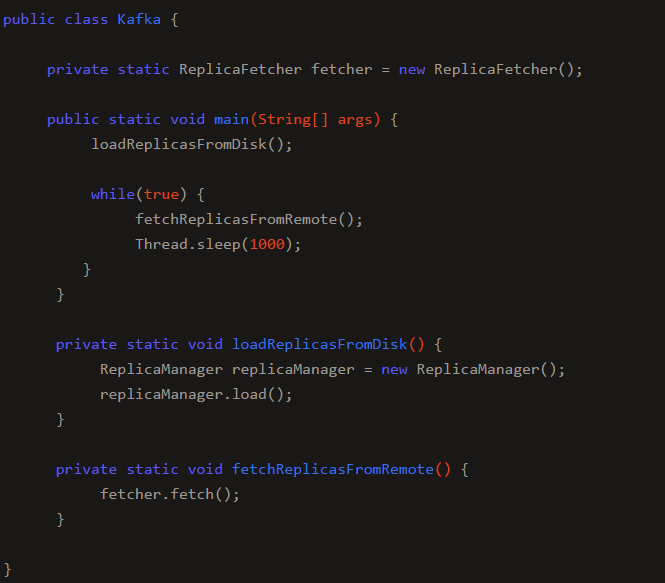 public class Kafka {
private static ReplicaFetcher fetcher = new ReplicaFetcher();
public static void main(String[] args) {
loadReplicasFromDisk();
while(true) {
fetchReplicasFromRemote();
Thread.sleep(1000);
}
}
private static void loadReplicasFromDisk() {
ReplicaManager replicaManager = new ReplicaManager();
replicaManager.load();
}
private static void fetchReplicasFromRemote() {
fetcher.fetch();
}
}